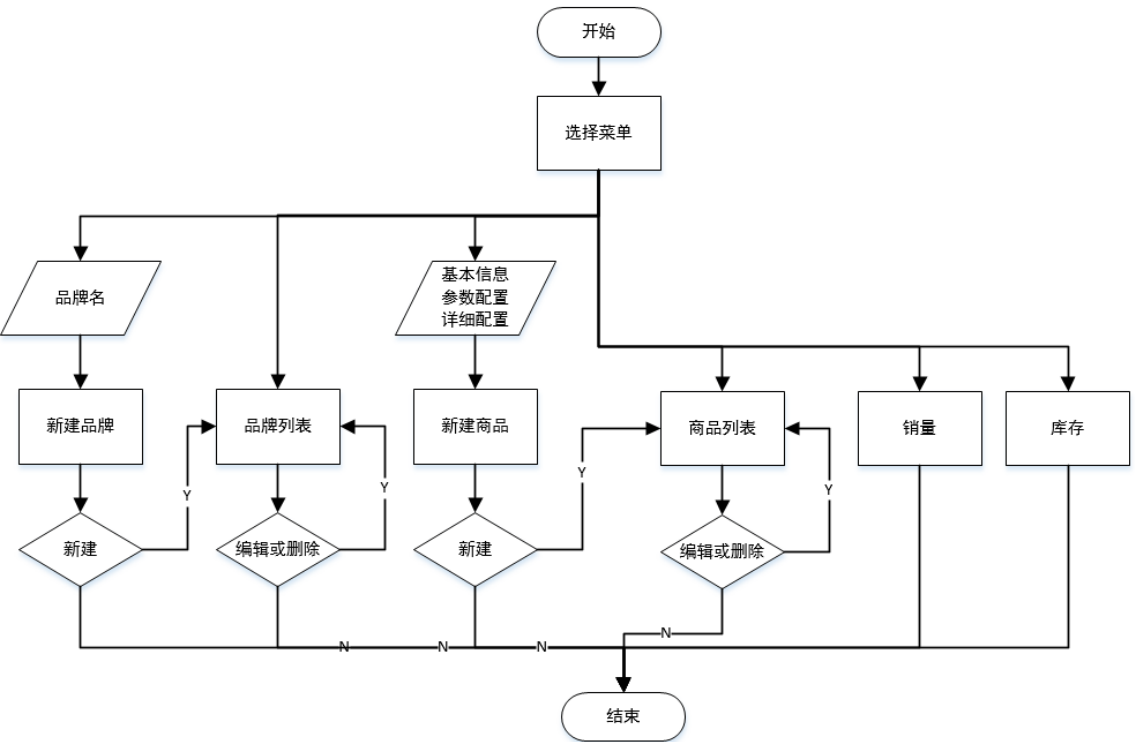 开始
选择菜单
品牌名
基本信息
参数配置
详细配置
新建品牌
品牌列表
新建商品
商品列表
销量
库存
Y
Y
Y
Y
新建
编辑或删除
新建
编辑或删除
N
N
N
N
结束